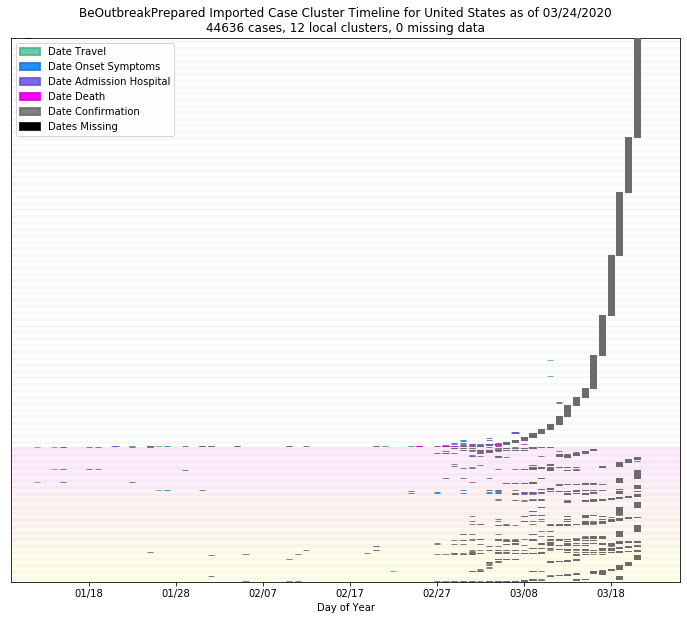 BeOutbreakPrepared Imported Case Cluster Timeline for United States as of 03/24/2020
44636 cases, 12 local clusters, 0 missing data
Date Travel
Date Onset Symptoms
Date Admission Hospital
Date Death
Date Confirmation
Dates Missing
01/18 01/28 02/07 02/17 02/27 03/08 03/18
Day of Year